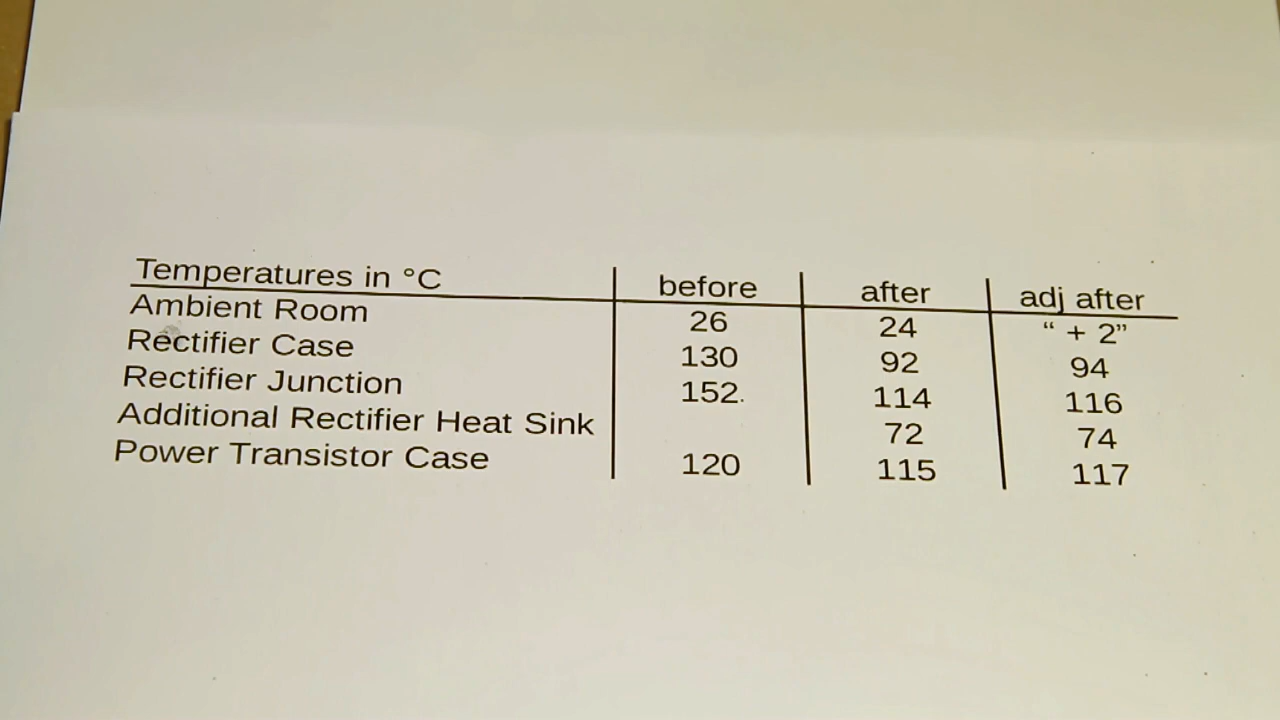 Temperatures in °C before after adj after
Ambient Room 26 24 “ + 2”
Rectifier Case 130 92 94
Rectifier Junction 152. 114 116
Additional Rectifier Heat Sink 72 74
Power Transistor Case 120 115 117